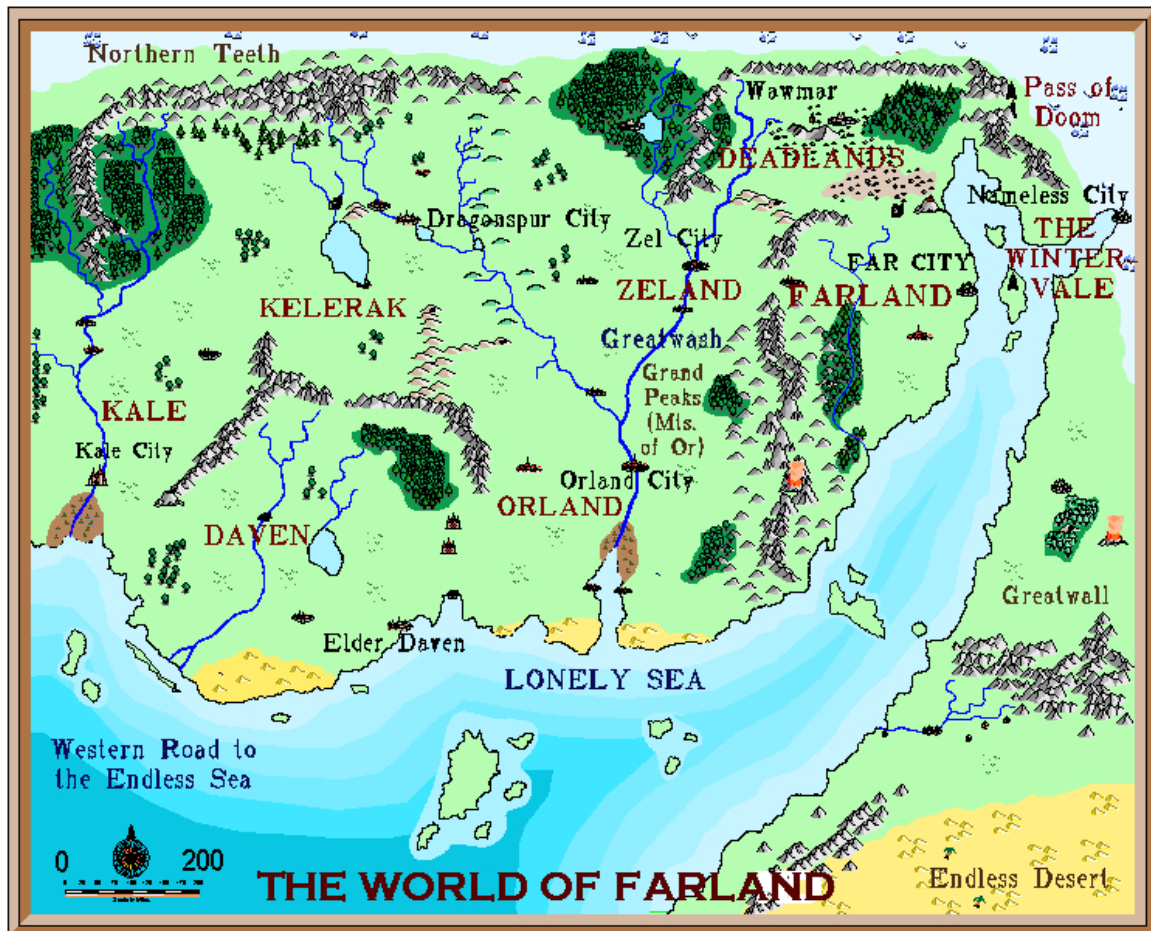 Northern Teeth
Wawmar
Pass of
Doom
DEADLANDS
Nameless City
Dragonspur City
THE
WINTER
VALE
Zel City
FAR CITY
KELERAK
ZELAND
FARLAND
Greatwash
Grand
Peaks
(Mts.
of Or)
KALE
Kale City
Orland City
ORLAND
DAVEN
Greatwall
Elder Daven
LONELY SEA
Western Road to
the Endless Sea
0 200
THE WORLD OF FARLAND
Endless Desert